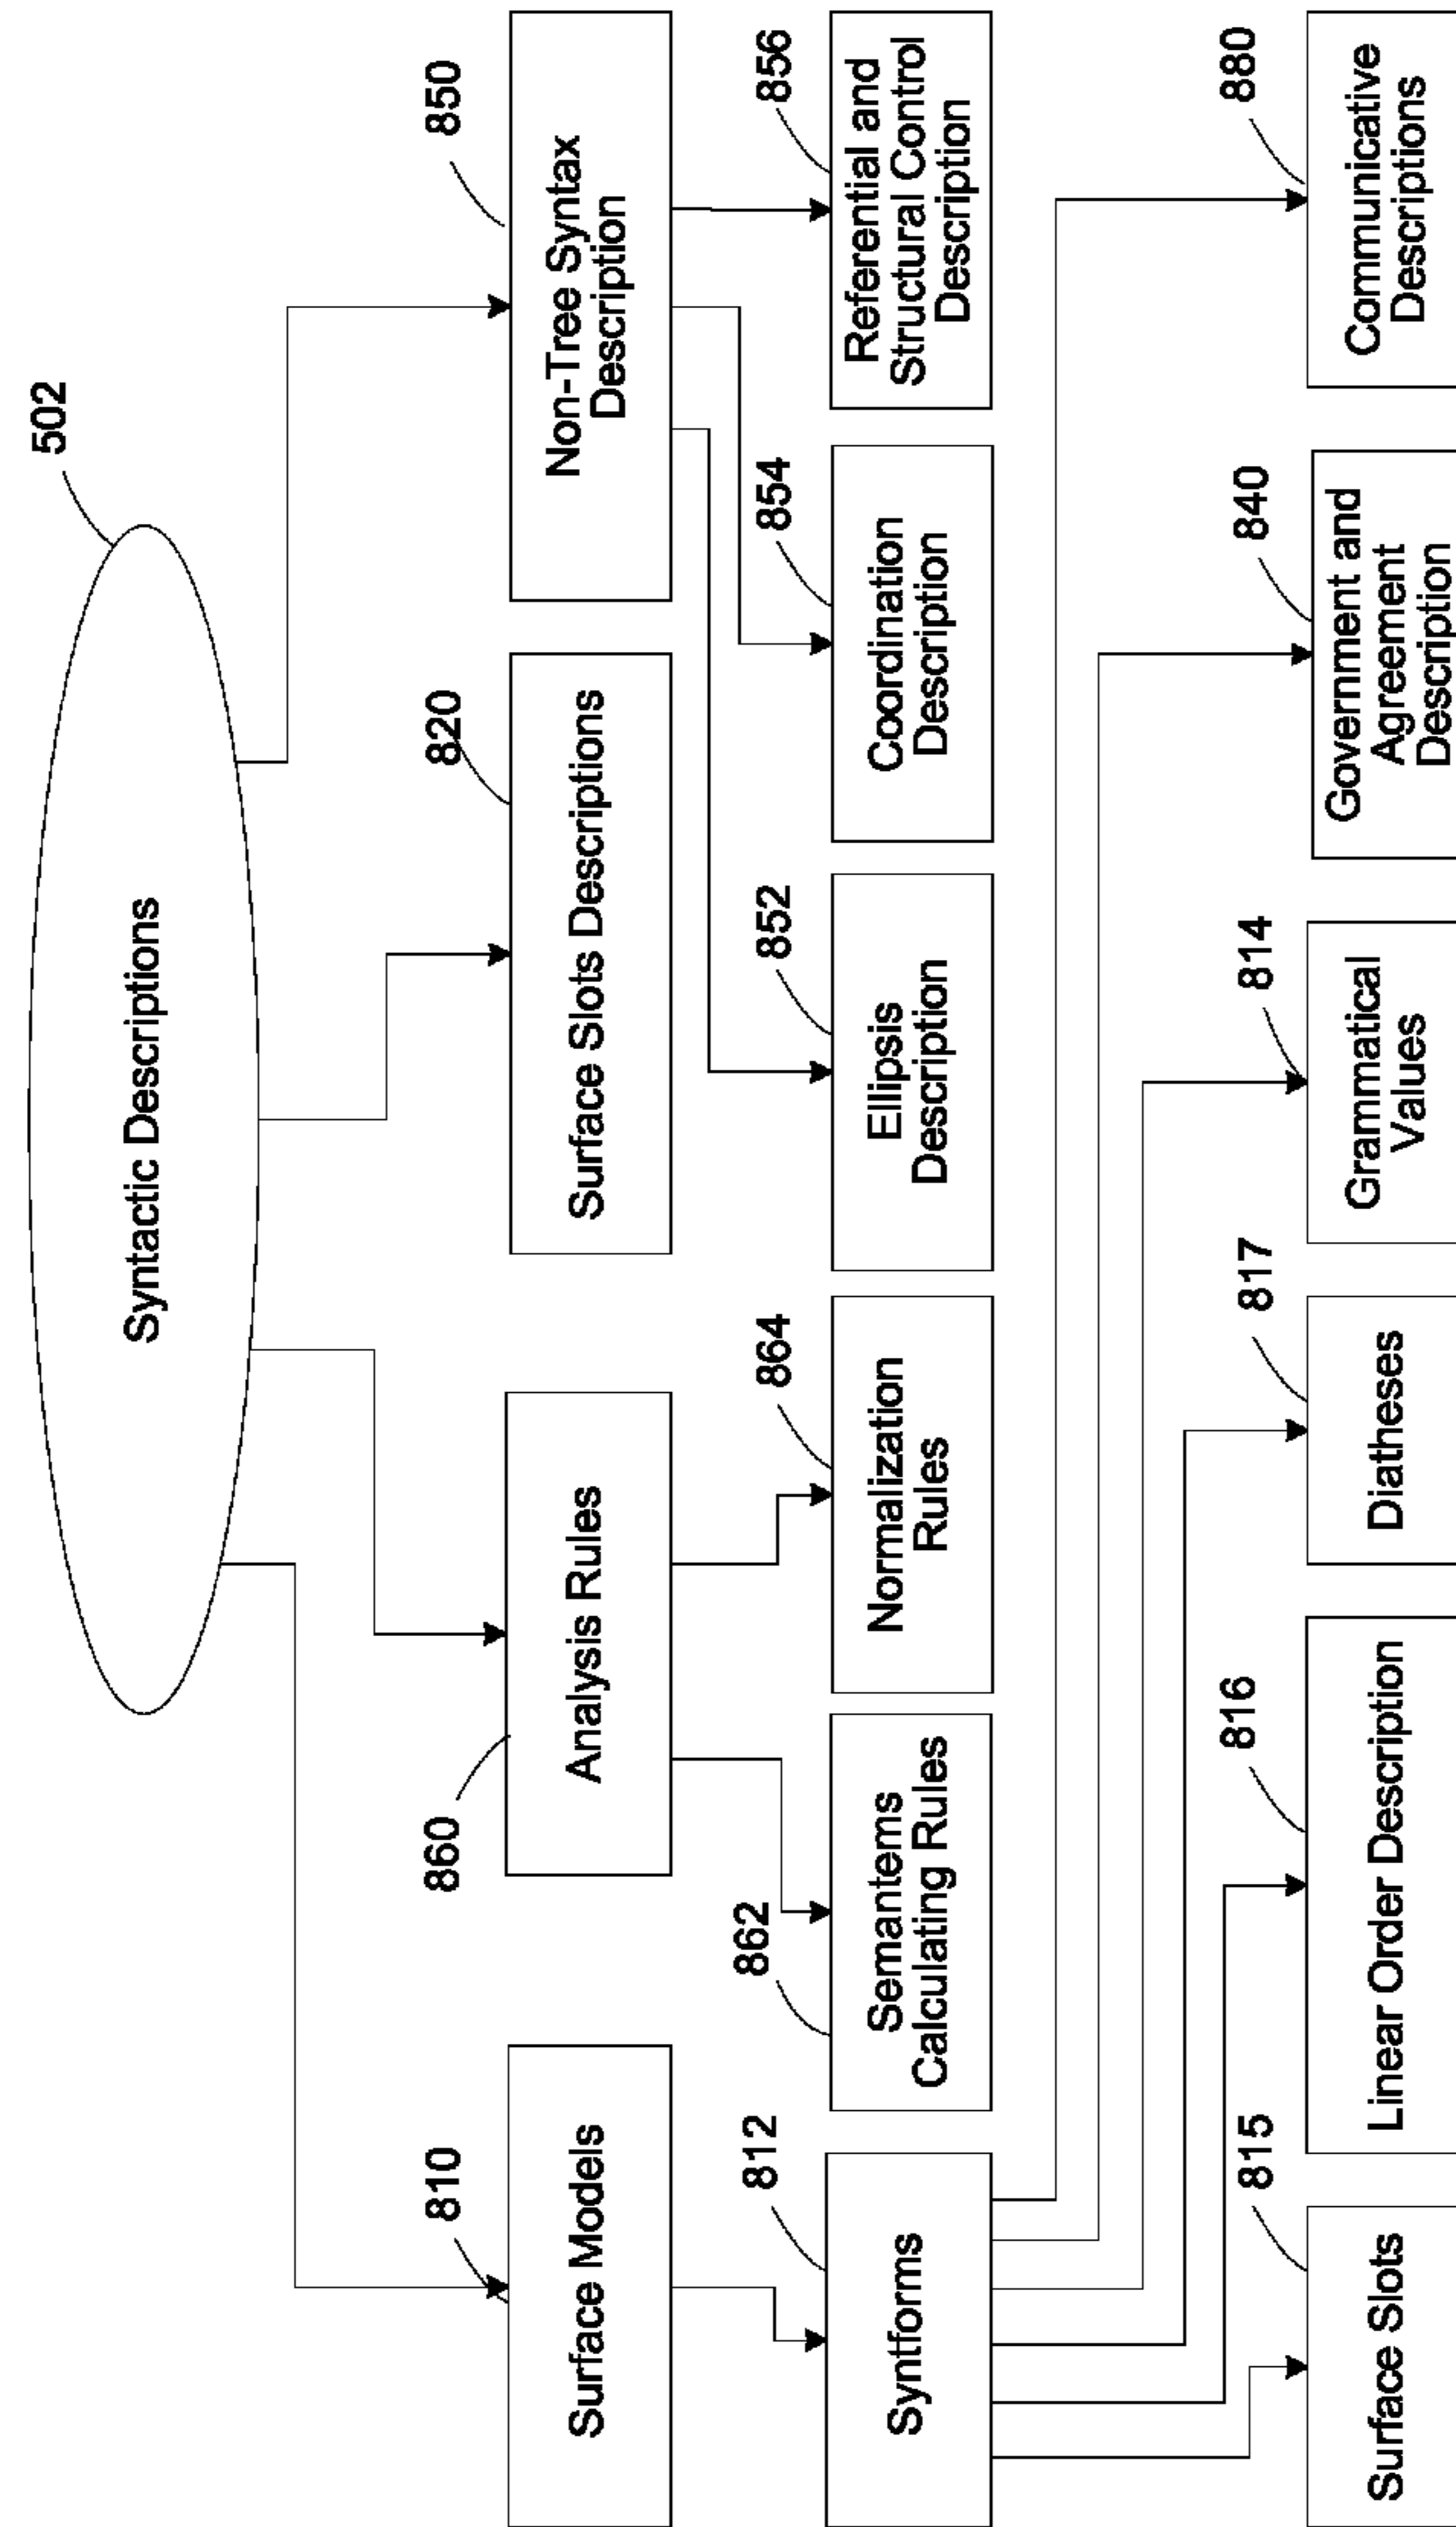 502
Syntactic Descriptions
810
Surface Models
860
Analysis Rules
820
Surface Slots Descriptions
850
Non-Tree Syntax
Description
812
Syntforms
862
Semantems
Calculating Rules
864
Normalization
Rules
852
Ellipsis
Description
854
Coordination
Description
856
Referential and
Structural Control
Description
815
Surface Slots
816
Linear Order Description
817
Diatheses
814
Grammatical
Values
840
Government and
Agreement
Description
880
Communicative
Descriptions